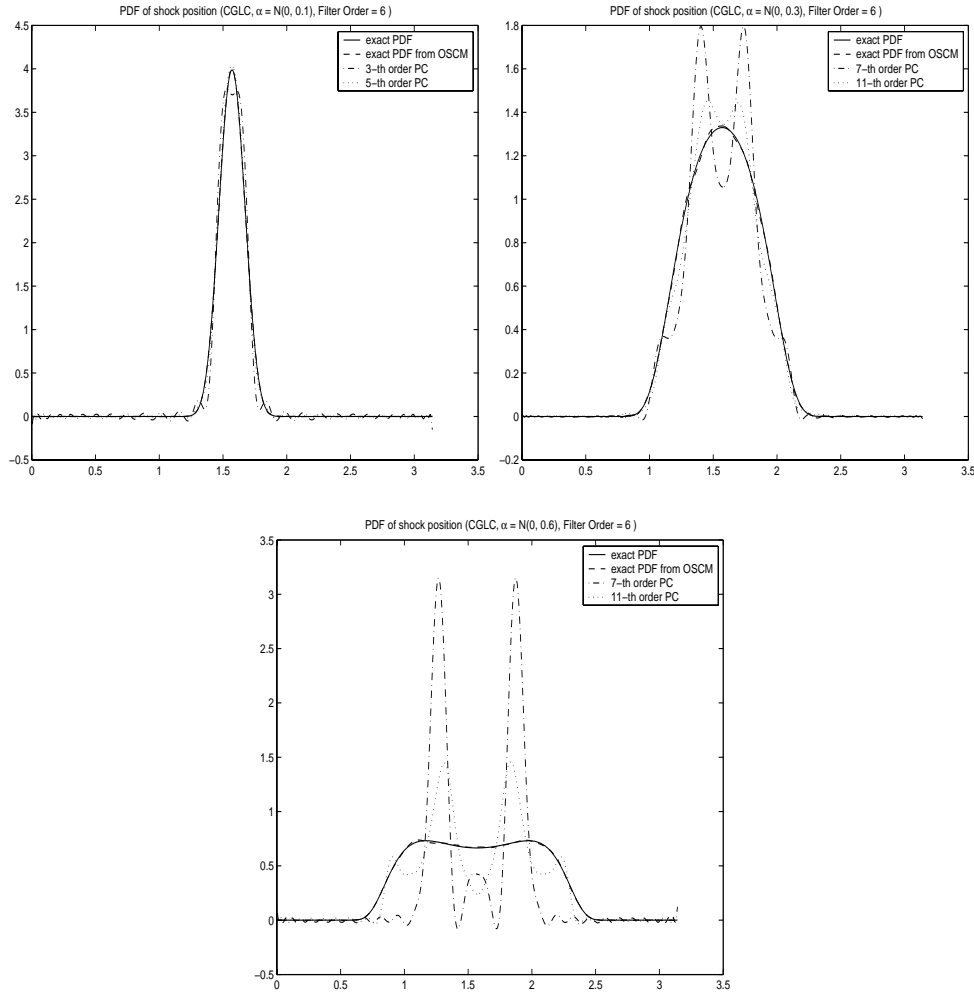 PDF of shock position (CGLC, α = N(0, 0.1), Filter Order = 6 )
4.5
4
3.5
3
2.5
2
1.5
1
0.5
0
−0.5
0 0.5 1 1.5 2 2.5 3 3.5
exact PDF
exact PDF from OSCM
3−th order PC
5−th order PC
PDF of shock position (CGLC, α = N(0, 0.3), Filter Order = 6 )
1.8
1.6
1.4
1.2
1
0.8
0.6
0.4
0.2
0
−0.2
0 0.5 1 1.5 2 2.5 3 3.5
exact PDF
exact PDF from OSCM
7−th order PC
11−th order PC
PDF of shock position (CGLC, α = N(0, 0.6), Filter Order = 6 )
3.5
3
2.5
2
1.5
1
0.5
0
−0.5
0 0.5 1 1.5 2 2.5 3 3.5
exact PDF
exact PDF from OSCM
7−th order PC
11−th order PC